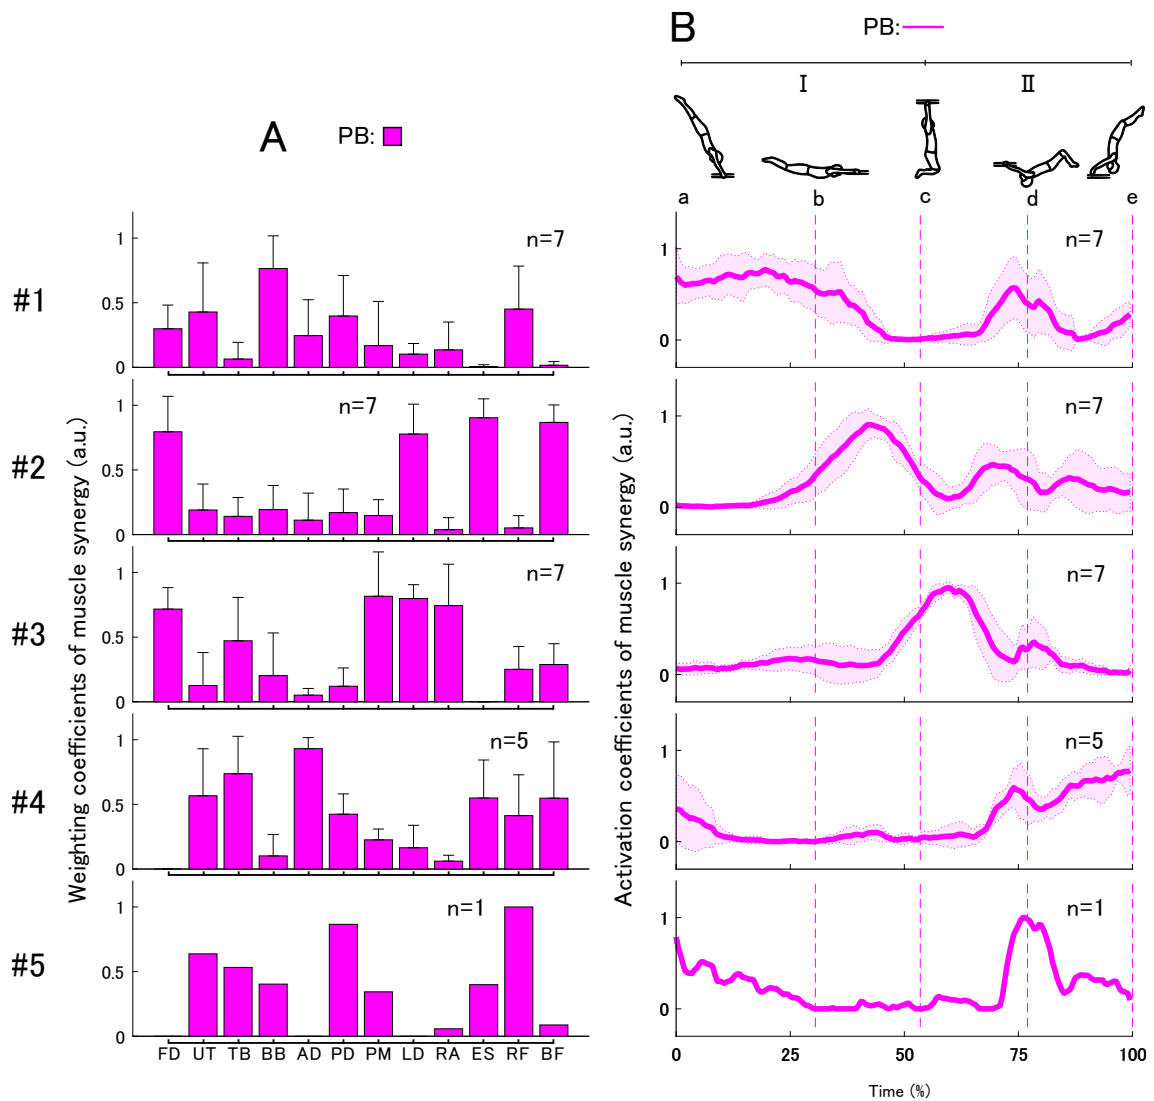 B
PB:
I
II
A
PB:
a
b
c
d
e
#1
1
0.5
0
n=7
1
0
n=7
#2
1
0.5
0
n=7
1
0
n=7
#3
1
0.5
0
n=7
1
0
n=7
#4
1
0.5
0
n=5
1
0
n=5
#5
1
0.5
0
n=1
1
0
n=1
Weighting coefficients of muscle synergy (a.u.)
Activation coefficients of muscle synergy (a.u.)
FD UT TB BB AD PD PM LD RA ES RF BF
0 25 50 75 100
Time (%)